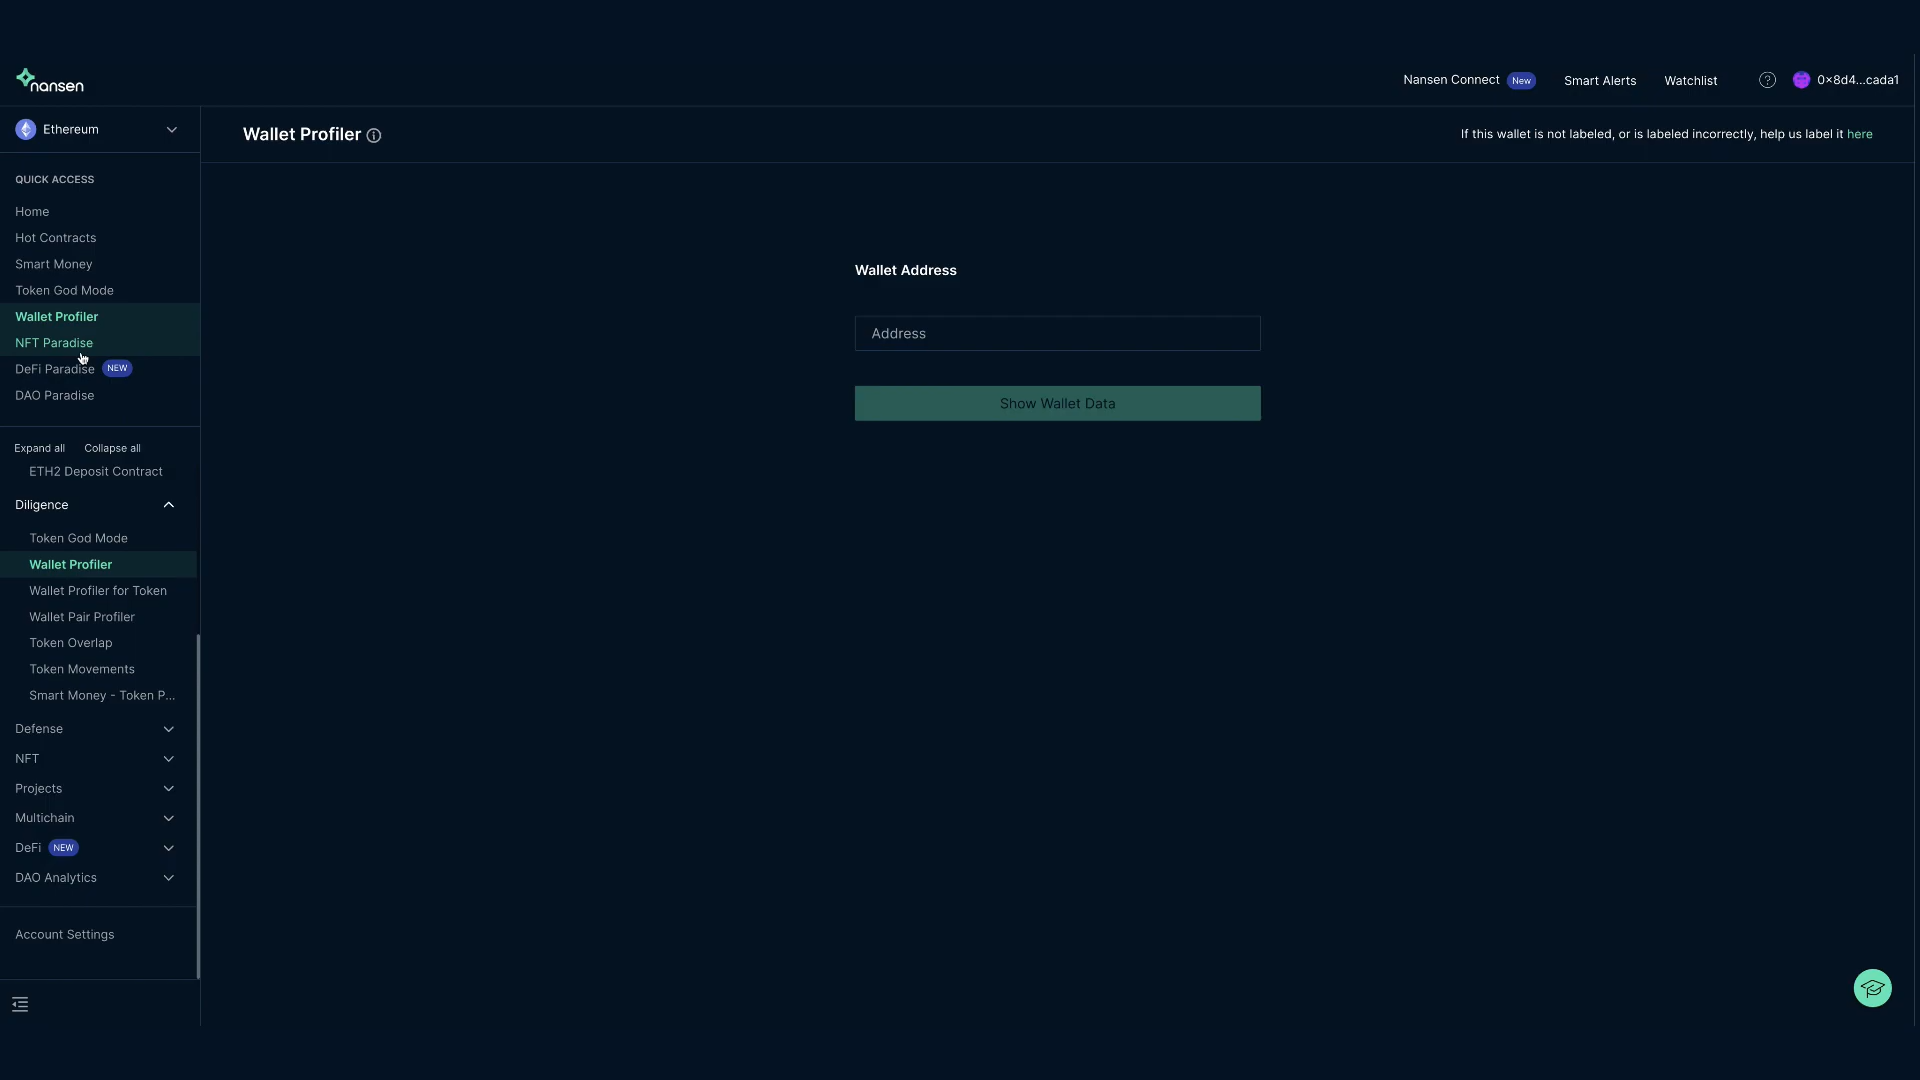 nansen
Nansen Connect New Smart Alerts Watchlist 0×8d4...cada1
Ethereum
Wallet Profiler
If this wallet is not labeled, or is labeled incorrectly, help us label it here
QUICK ACCESS
Home
Hot Contracts
Smart Money
Token God Mode
Wallet Profiler
NFT Paradise
DeFi Paradise NEW
DAO Paradise
Expand all Collapse all
ETH2 Deposit Contract
Diligence
Token God Mode
Wallet Profiler
Wallet Profiler for Token
Wallet Pair Profiler
Token Overlap
Token Movements
Smart Money - Token P...
Defense
NFT
Projects
Multichain
DeFi NEW
DAO Analytics
Account Settings
Wallet Address
Address
Show Wallet Data